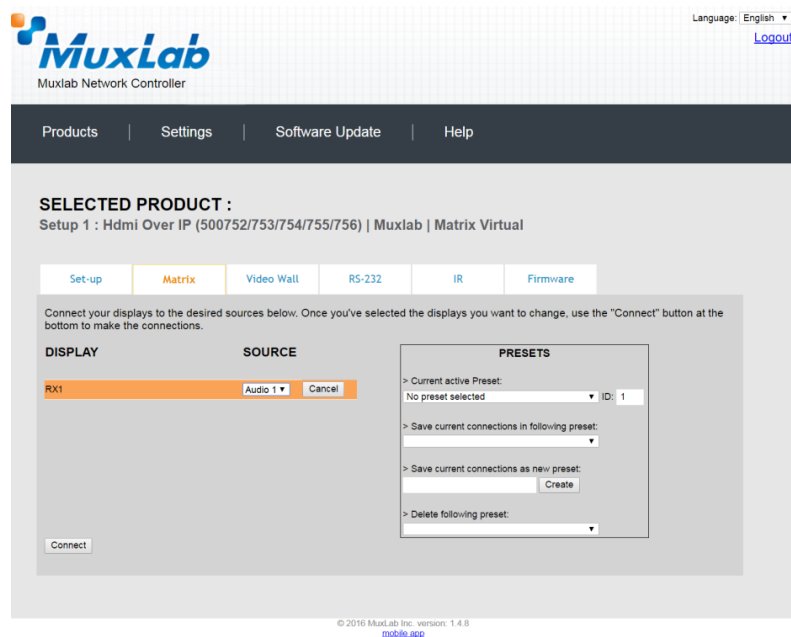 Language: English
Logout
MuxLab
Muxlab Network Controller
Products | Settings | Software Update | Help
SELECTED PRODUCT :
Setup 1 : Hdmi Over IP (500752/753/754/755/756) | Muxlab | Matrix Virtual
Set-up Matrix Video Wall RS-232 IR Firmware
Connect your displays to the desired sources below. Once you've selected the displays you want to change, use the "Connect" button at the
bottom to make the connections.
DISPLAY SOURCE
RX1 Audio 1 Cancel
PRESETS
> Current active Preset:
No preset selected ID: 1
> Save current connections in following preset:
> Save current connections as new preset:
Create
> Delete following preset:
Connect
© 2016 MuxLab Inc. version: 1.4.8
mobile app